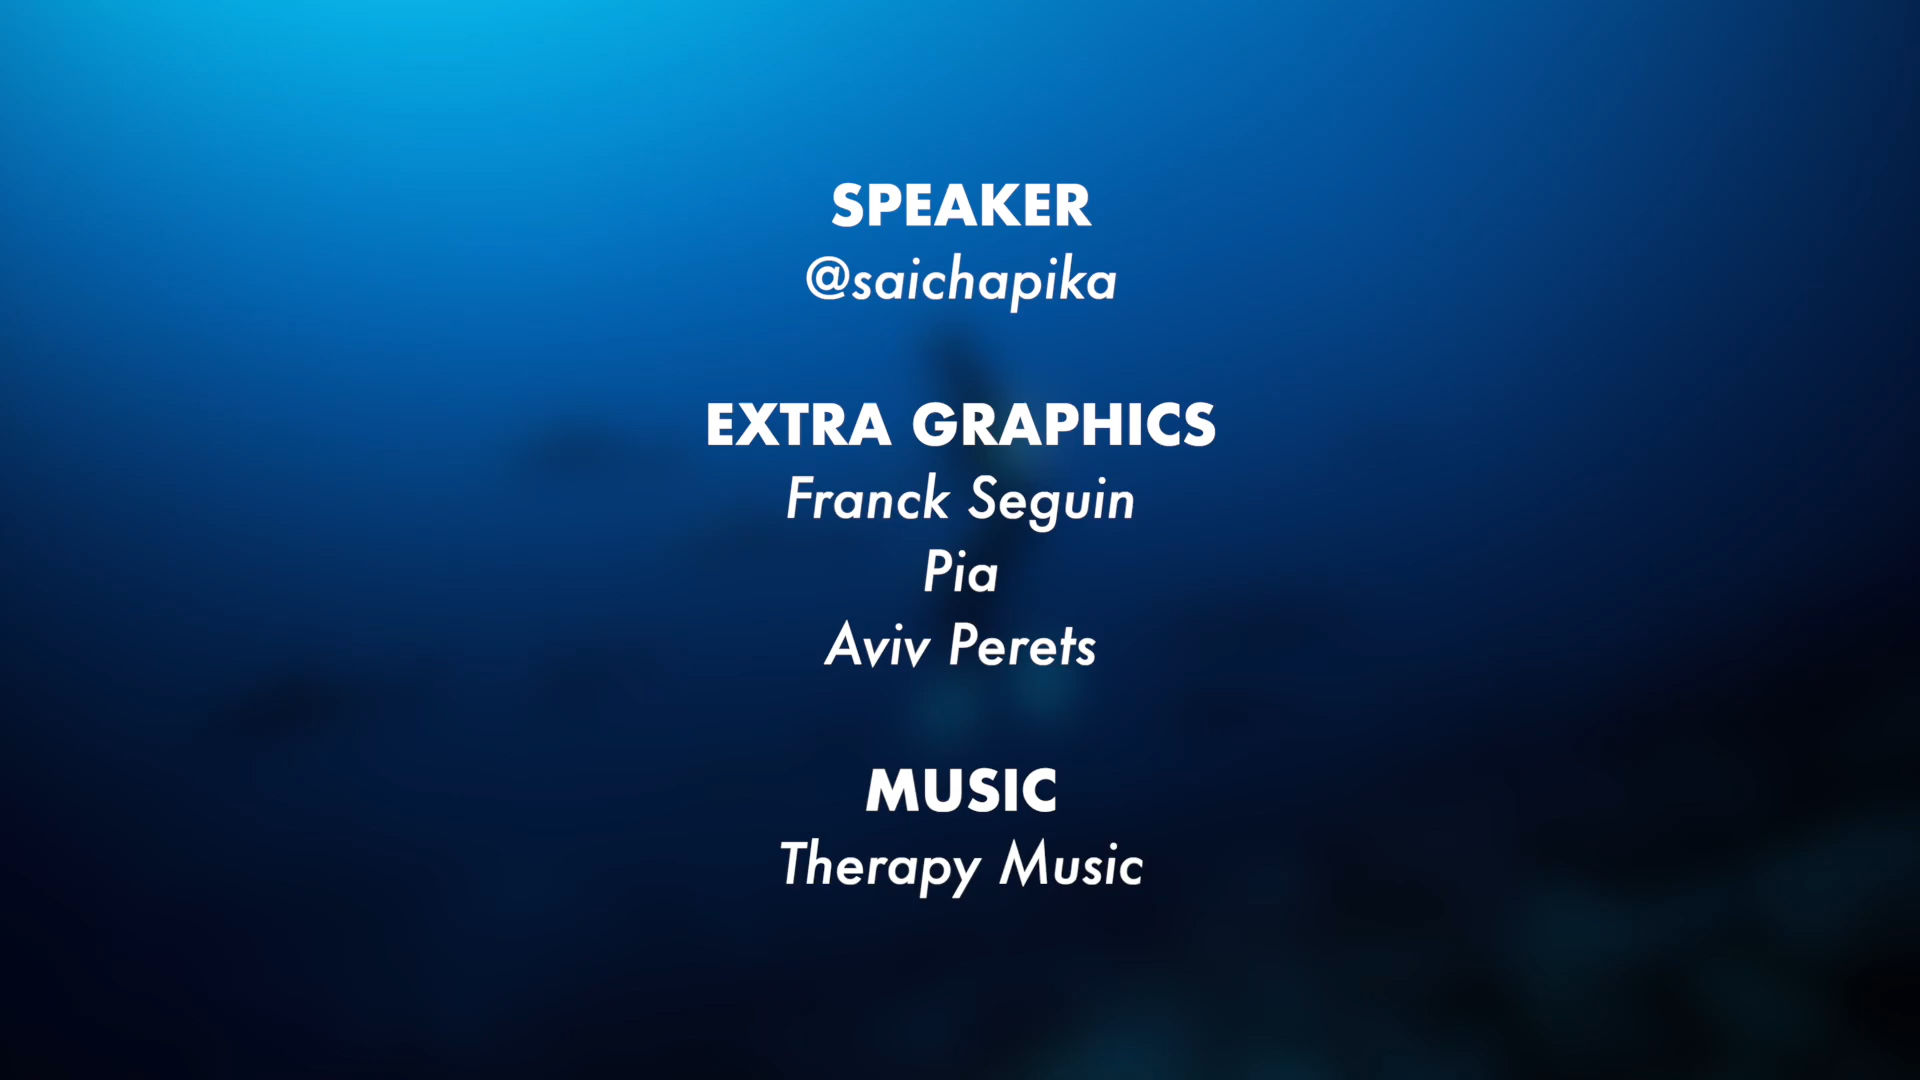 SPEAKER
@saichapika
EXTRA GRAPHICS
Franck Seguin
Pia
Aviv Perets
MUSIC
Therapy Music